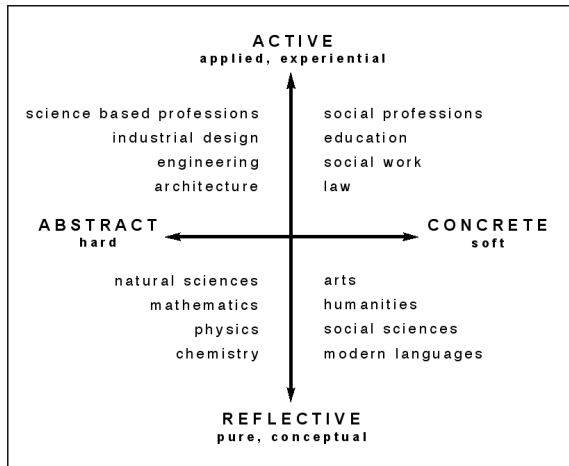 ACTIVE
applied, experiential
science based professions
industrial design
engineering
architecture
social professions
education
social work
law
ABSTRACT
hard
CONCRETE
soft
natural sciences
mathematics
physics
chemistry
arts
humanities
social sciences
modern languages
REFLECTIVE
pure, conceptual